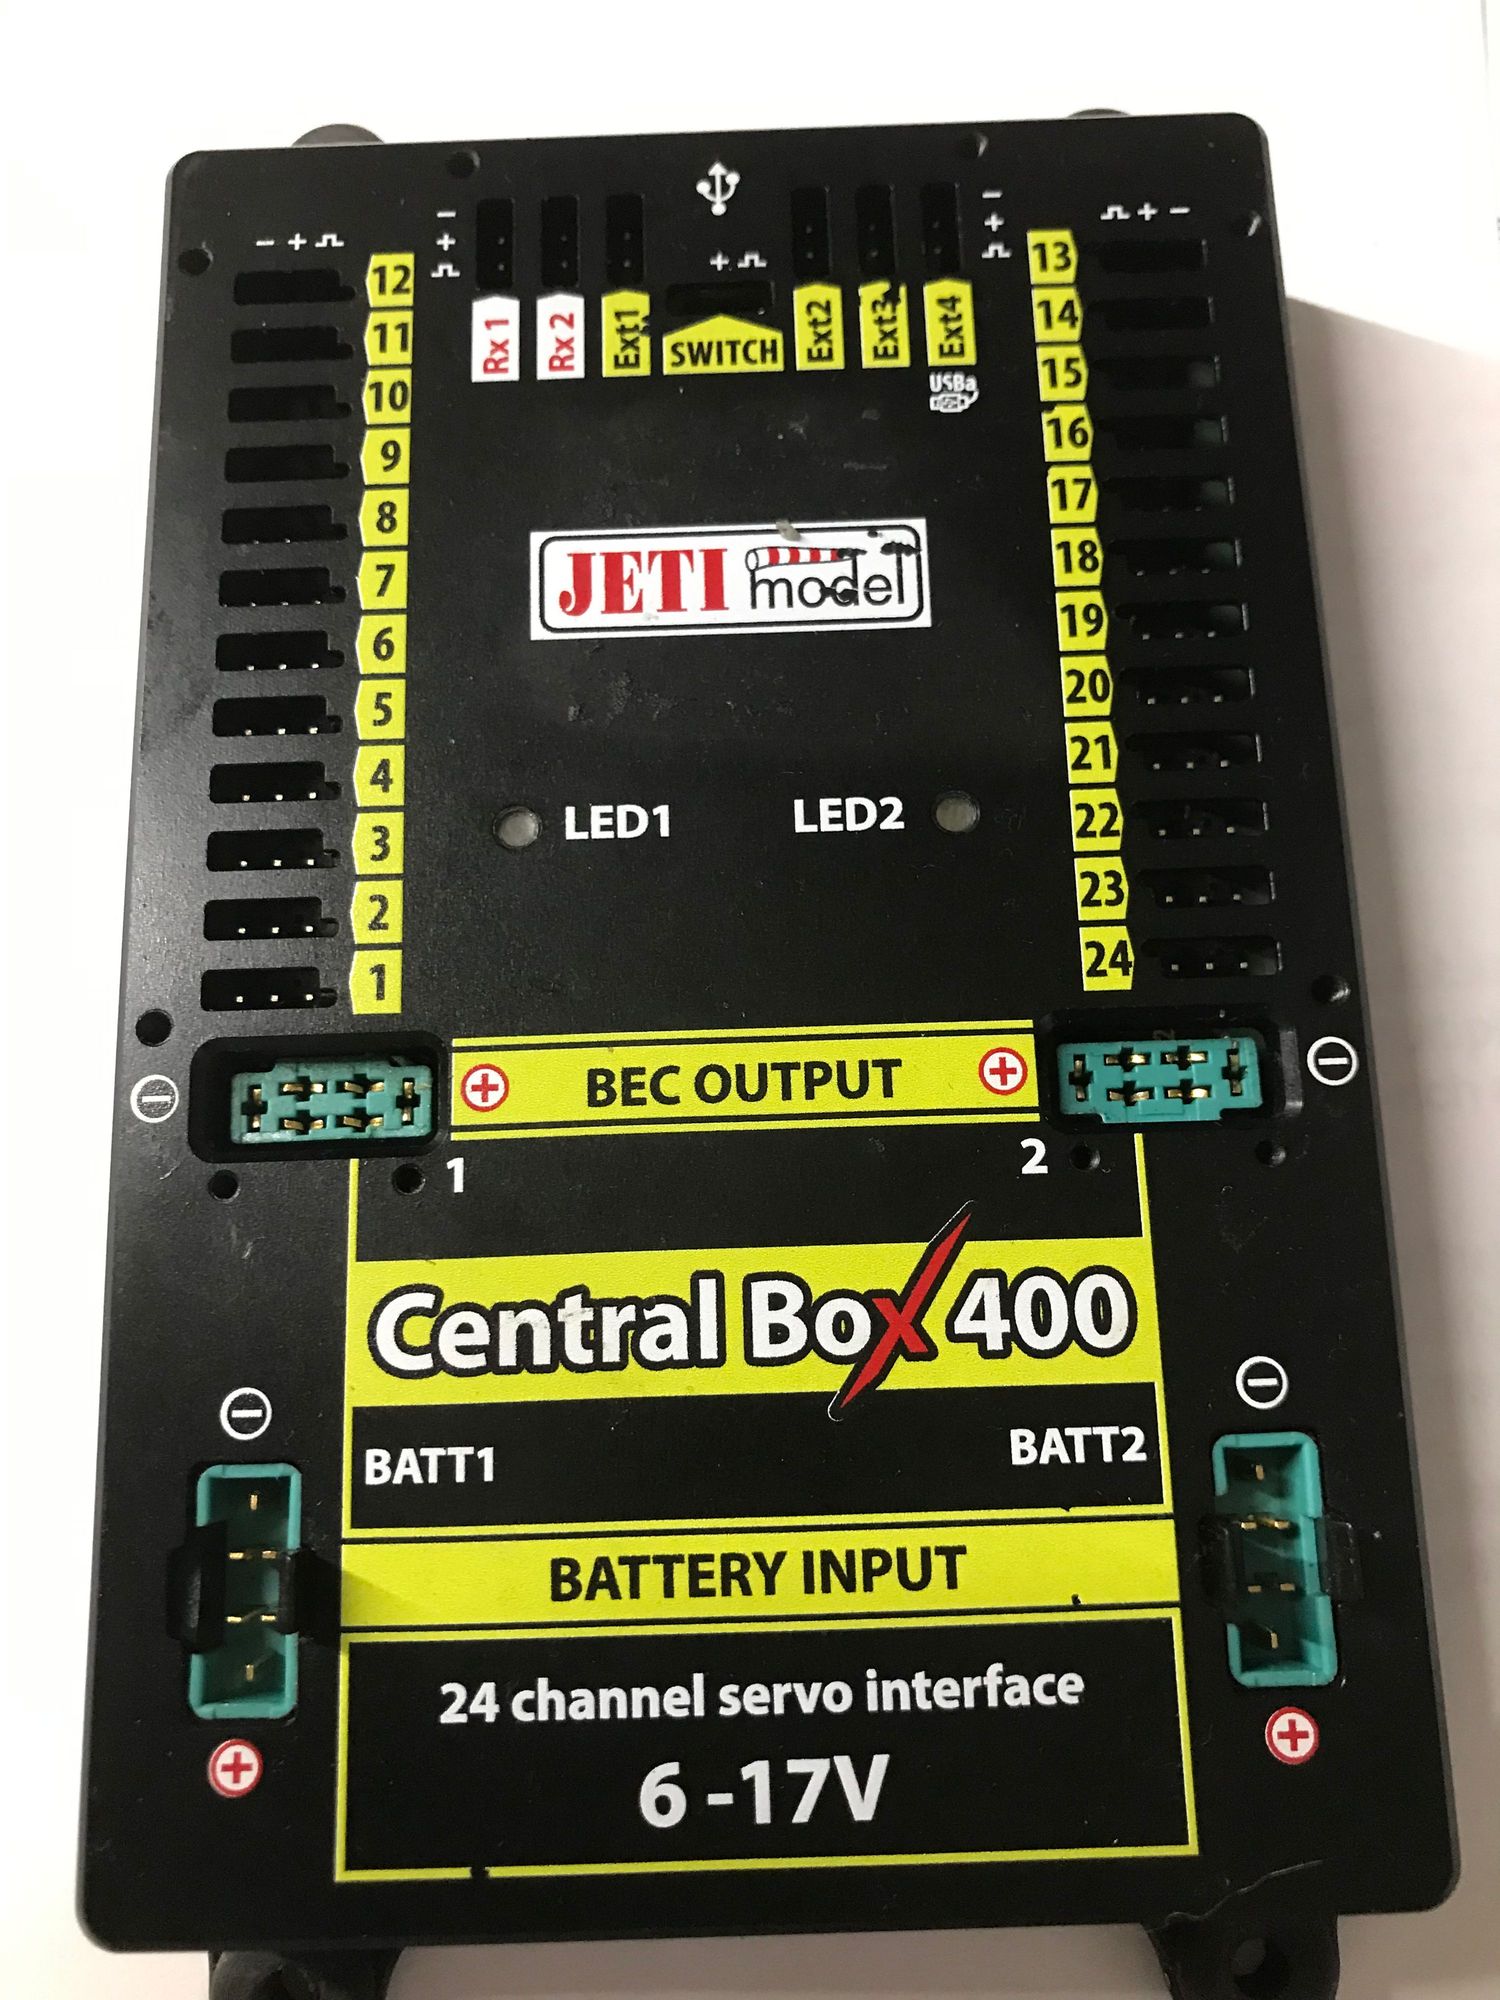 - + ⎍
-
+
⎍
+ ⎍
-
+
⎍
⎍ + -
12
11
10
9
8
7
6
5
4
3
2
1
Rx 1
Rx 2
Ext1
SWITCH
Ext2
Ext3
Ext4
USBa
13
14
15
16
17
18
19
20
21
22
23
24
JETI model
LED1
LED2
BEC OUTPUT
1
2
Central Box 400
BATT1
BATT2
BATTERY INPUT
24 channel servo interface
6 -17V